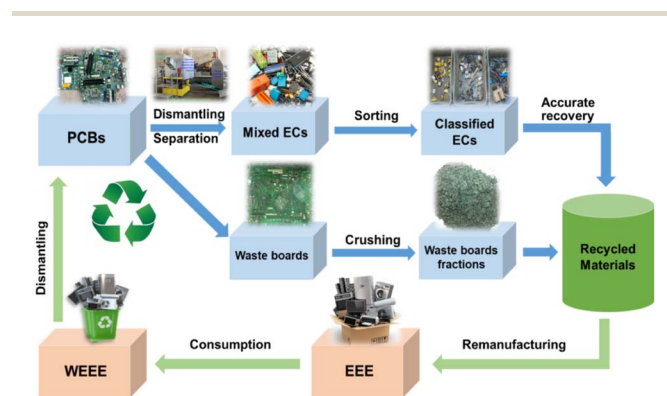 Dismantling
Separation
Accurate
recovery
PCBs
Mixed ECs
Sorting
Classified
ECs
Dismantling
Waste boards
Crushing
Waste boards
fractions
Recycled
Materials
WEEE
Consumption
EEE
Remanufacturing